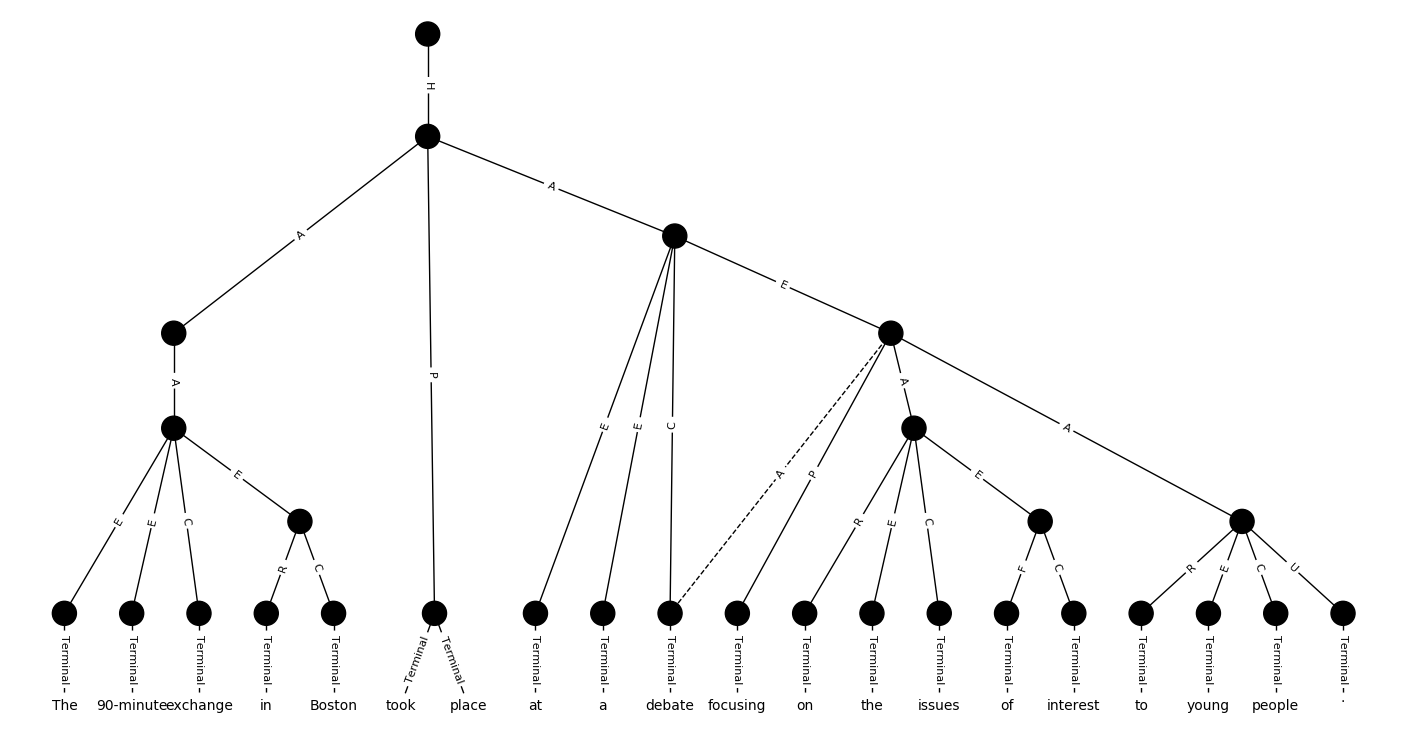 H
A
A
E
A
P
A
E
A
A
E E C E E C A P R E C E
R C F C R E C U
Terminal Terminal Terminal Terminal Terminal Terminal Terminal Terminal Terminal Terminal Terminal Terminal Terminal Terminal Terminal Terminal Terminal Terminal Terminal Terminal
The 90-minute exchange in Boston took place at a debate focusing on the issues of interest to young people .